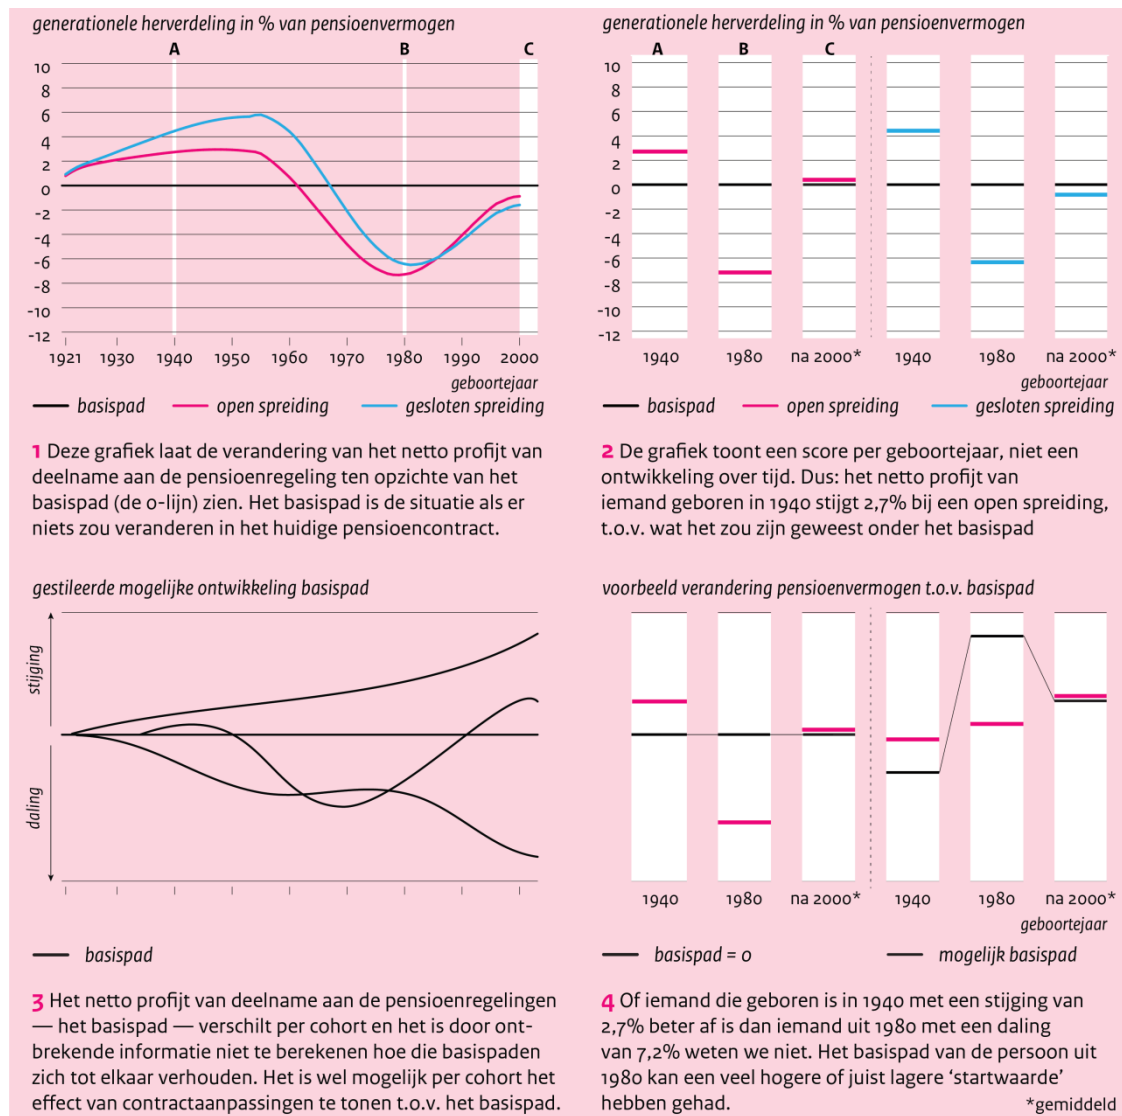 generationele herverdeling in % van pensioenvermogen
A
B
C
10
8
6
4
2
0
-2
-4
-6
-8
-10
-12
1921
1930
1940
1950
1960
1970
1980
1990
2000
geboortejaar
basispad
open spreiding
gesloten spreiding
1 Deze grafiek laat de verandering van het netto profijt van
deelname aan de pensioenregeling ten opzichte van het
basispad (de 0-lijn) zien. Het basispad is de situatie als er
niets zou veranderen in het huidige pensioencontract.
generationele herverdeling in % van pensioenvermogen
A
B
C
10
8
6
4
2
0
-2
-4
-6
-8
-10
-12
1940
1980
na 2000*
1940
1980
na 2000*
geboortejaar
basispad
open spreiding
gesloten spreiding
2 De grafiek toont een score per geboortejaar, niet een
ontwikkeling over tijd. Dus: het netto profijt van
iemand geboren in 1940 stijgt 2,7% bij een open spreiding,
t.o.v. wat het zou zijn geweest onder het basispad
gestileerde mogelijke ontwikkeling basispad
stijging
daling
basispad
3 Het netto profijt van deelname aan de pensioenregelingen
— het basispad — verschilt per cohort en het is door ont-
brekende informatie niet te berekenen hoe die basispaden
zich tot elkaar verhouden. Het is wel mogelijk per cohort het
effect van contractaanpassingen te tonen t.o.v. het basispad.
voorbeeld verandering pensioenvermogen t.o.v. basispad
1940
1980
na 2000*
1940
1980
na 2000*
geboortejaar
basispad = 0
mogelijk basispad
4 Of iemand die geboren is in 1940 met een stijging van
2,7% beter af is dan iemand uit 1980 met een daling
van 7,2% weten we niet. Het basispad van de persoon uit
1980 kan een veel hogere of juist lagere ‘startwaarde’
hebben gehad.
*gemiddeld